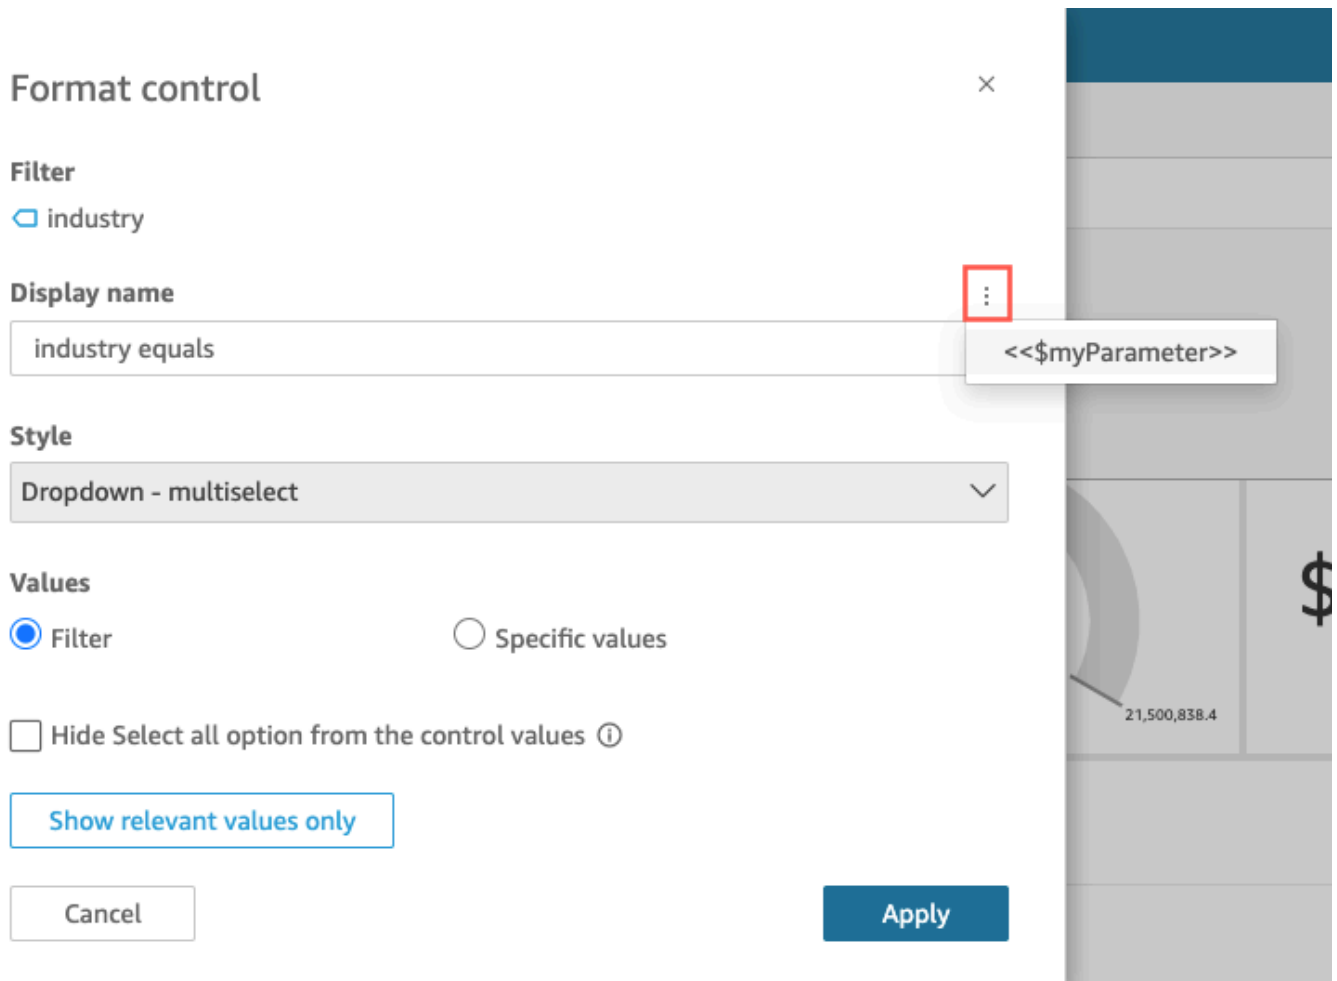 Format control
Filter
industry
Display name
industry equals
<<$myParameter>>
Style
Dropdown - multiselect
Values
Filter
Specific values
Hide Select all option from the control values
Show relevant values only
Cancel
Apply
$
21,500,838.4